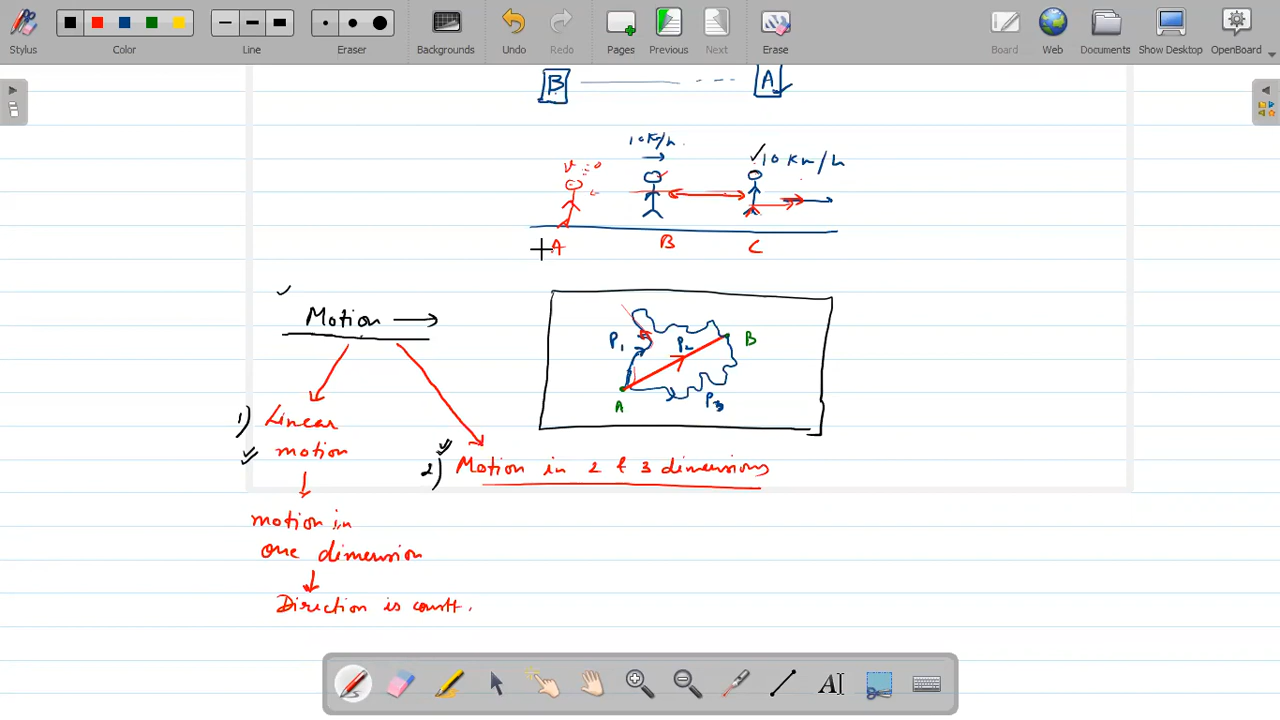 Stylus
Color
Line
Eraser
Backgrounds
Undo
Redo
Pages
Previous
Next
Erase
Board
Web
Documents
Show Desktop
OpenBoard
B
A
10 Km/h
10 Km/h
A
B
C
Motion
P1
P2
B
A
P3
1) Linear
motion
2) Motion in 2 & 3 dimensions
motion in
one dimension
Direction is constt.